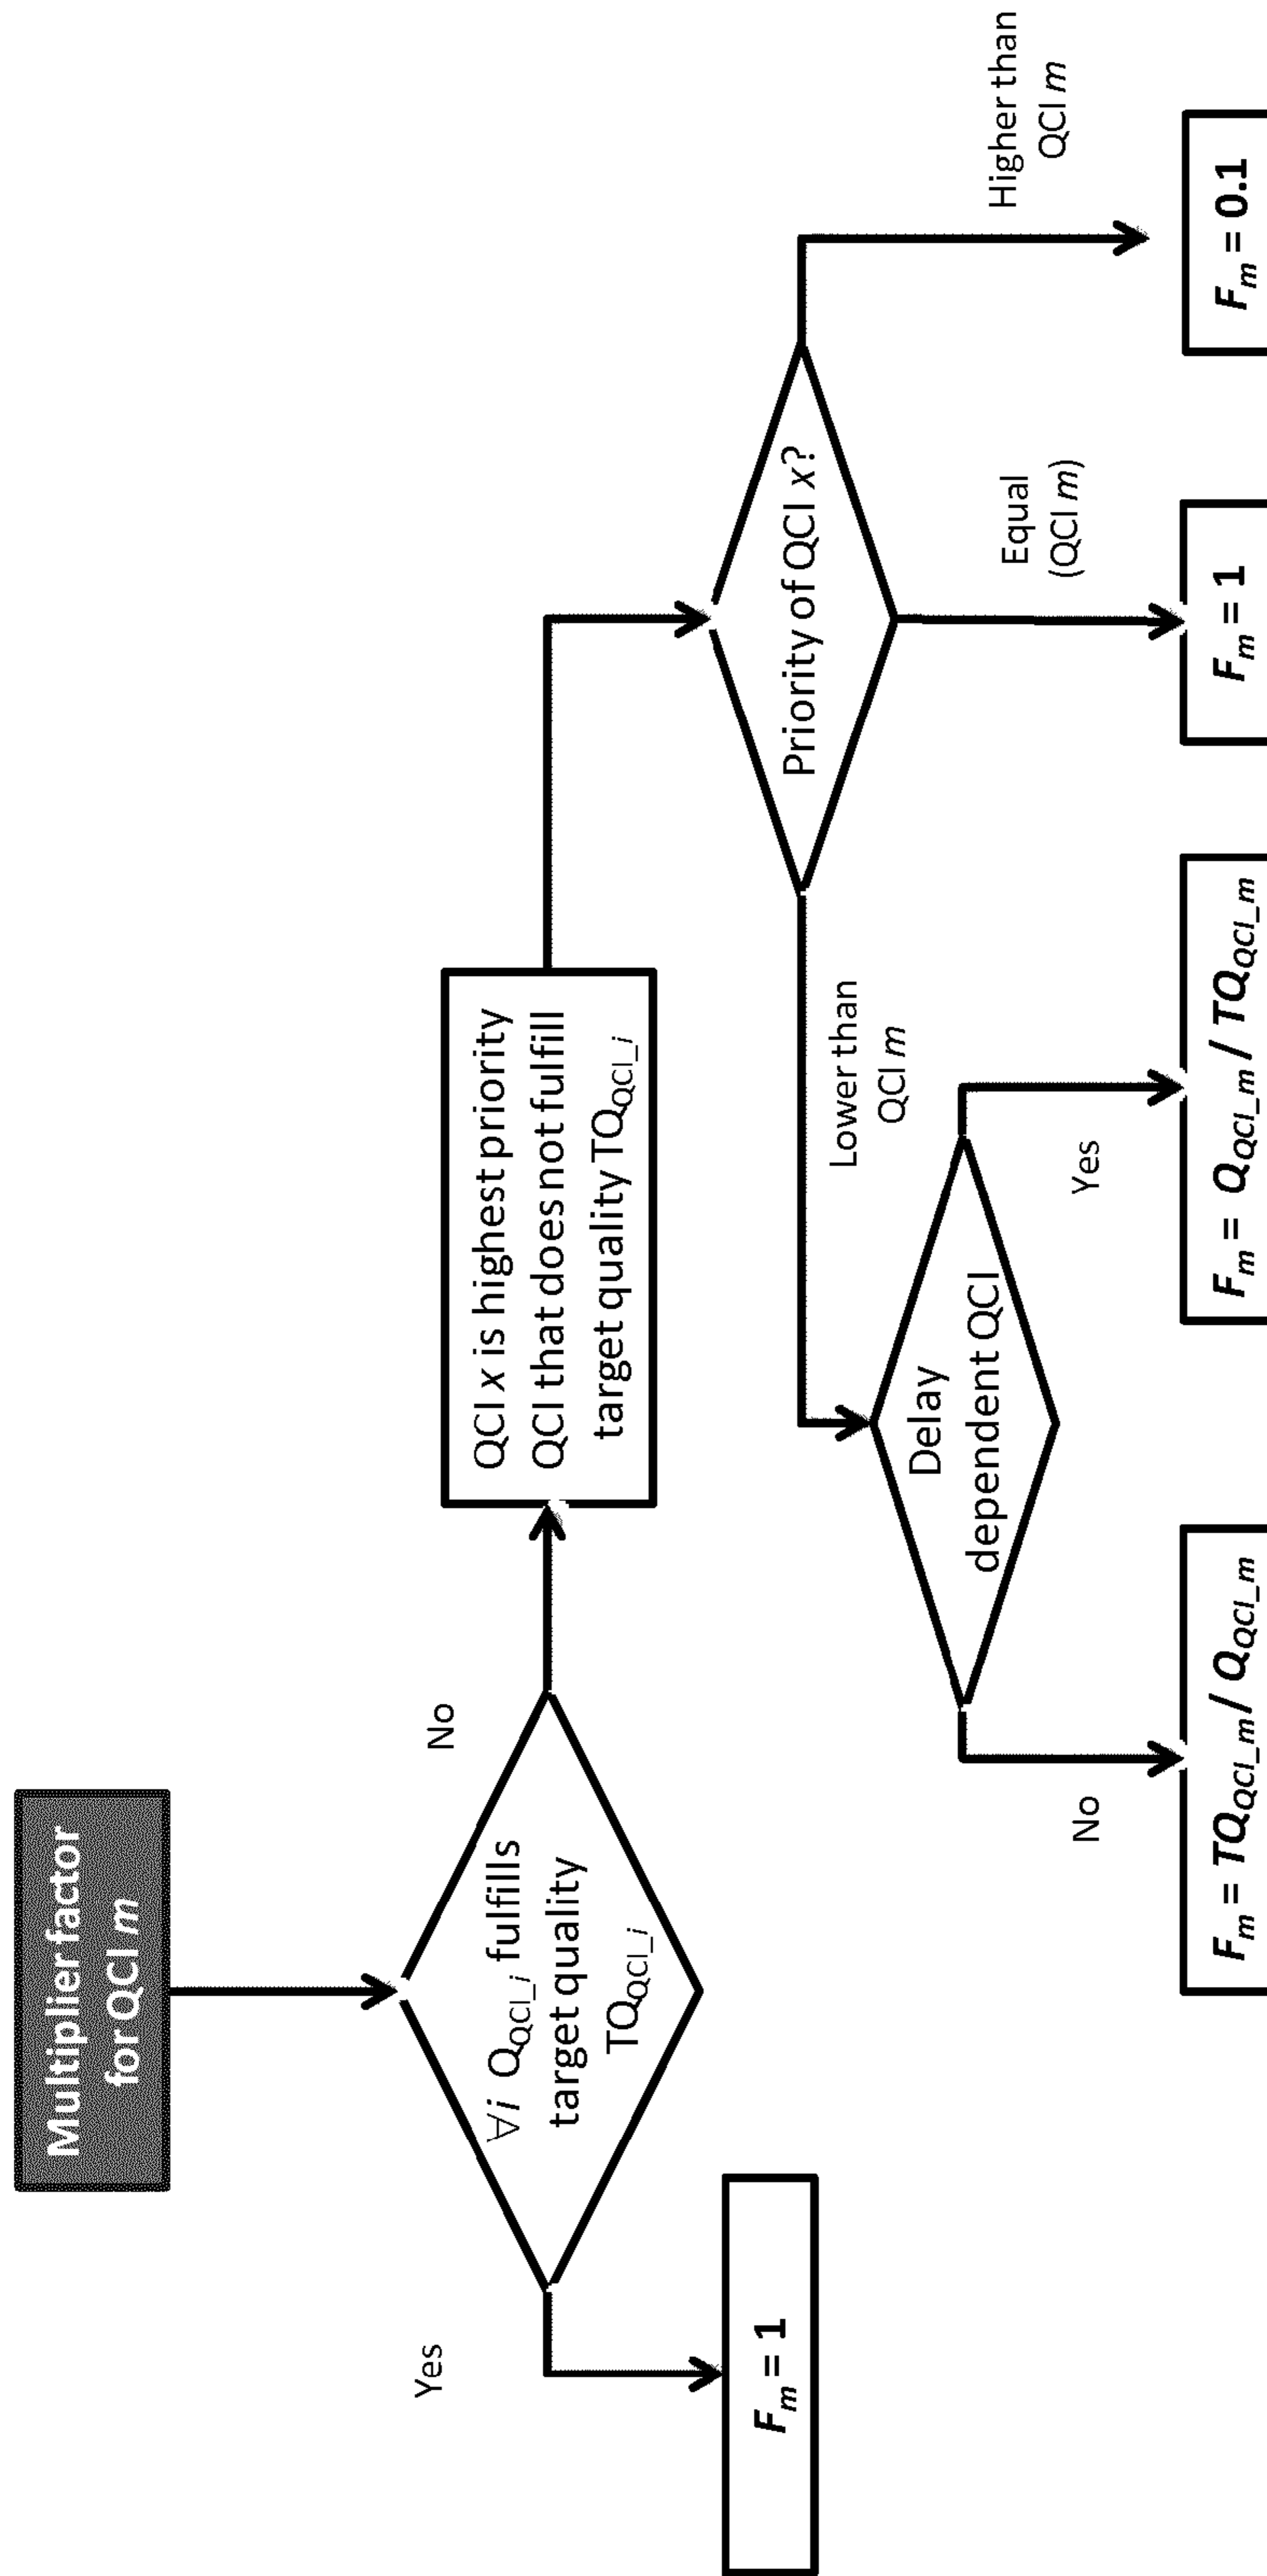 Multiplier factor
for QCI m
∀i Q_QCI_i fulfills
target quality
TQ_QCI_i
Yes
No
F_m = 1
QCI x is highest priority
QCI that does not fulfill
target quality TQ_QCI_i
Priority of QCI x?
Lower than
QCI m
Equal
(QCI m)
Higher than
QCI m
Delay
dependent QCI
No
Yes
F_m = TQ_QCI_m / Q_QCI_m
F_m = Q_QCI_m / TQ_QCI_m
F_m = 1
F_m = 0.1